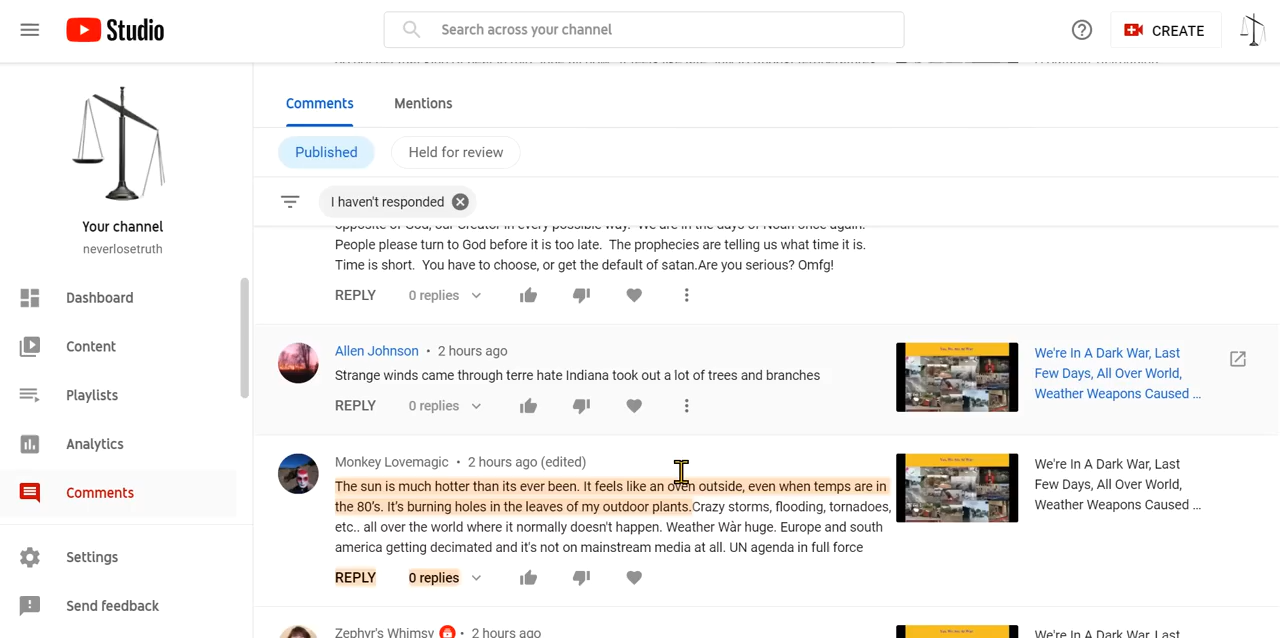 Studio
Search across your channel
CREATE
Your channel
neverlosetruth
Dashboard
Content
Playlists
Analytics
Comments
Settings
Send feedback
Comments
Mentions
Published
Held for review
I haven't responded
opposite of God, our Creator in every possible way. We are in the days of Noah once again.
People please turn to God before it is too late. The prophecies are telling us what time it is.
Time is short. You have to choose, or get the default of satan.Are you serious? Omfg!
REPLY 0 replies
Allen Johnson • 2 hours ago
Strange winds came through terre hate Indiana took out a lot of trees and branches
REPLY 0 replies
We're In A Dark War, Last
Few Days, All Over World,
Weather Weapons Caused ...
Monkey Lovemagic • 2 hours ago (edited)
The sun is much hotter than its ever been. It feels like an oven outside, even when temps are in
the 80's. It's burning holes in the leaves of my outdoor plants.Crazy storms, flooding, tornadoes,
etc.. all over the world where it normally doesn't happen. Weather Wàr huge. Europe and south
america getting decimated and it's not on mainstream media at all. UN agenda in full force
REPLY 0 replies
We're In A Dark War, Last
Few Days, All Over World,
Weather Weapons Caused ...
Zephyr's Whimsy • 2 hours ago
We're In A Dark War, Last